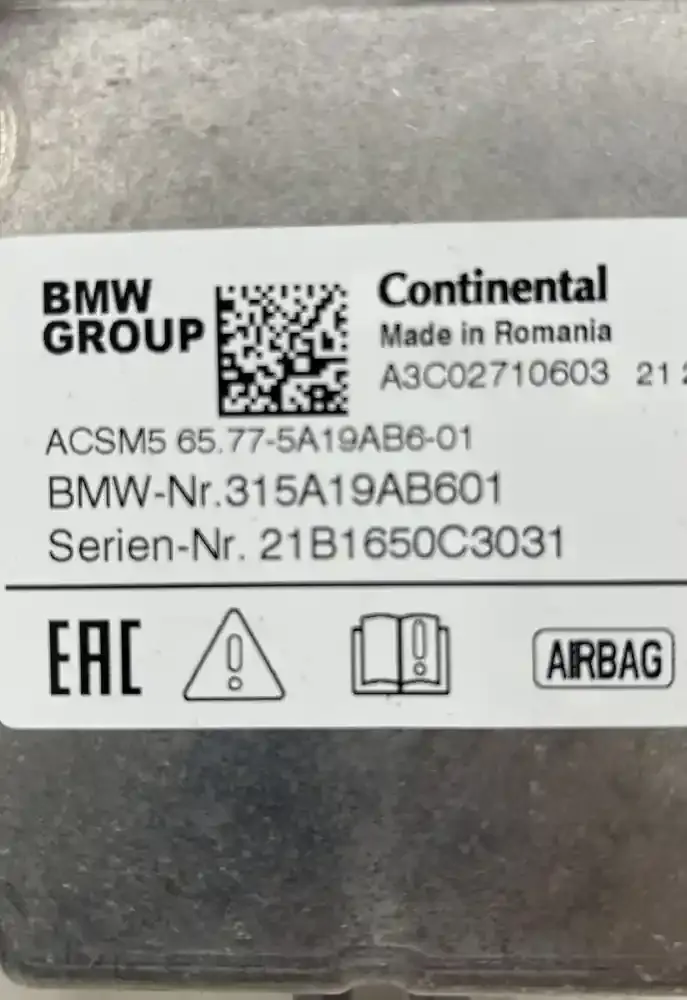 BMW
GROUP
Continental
Made in Romania
A3C02710603 21
ACSM5 65.77-5A19AB6-01
BMW-Nr.315A19AB601
Serien-Nr. 21B1650C3031
EAC
AIRBAG